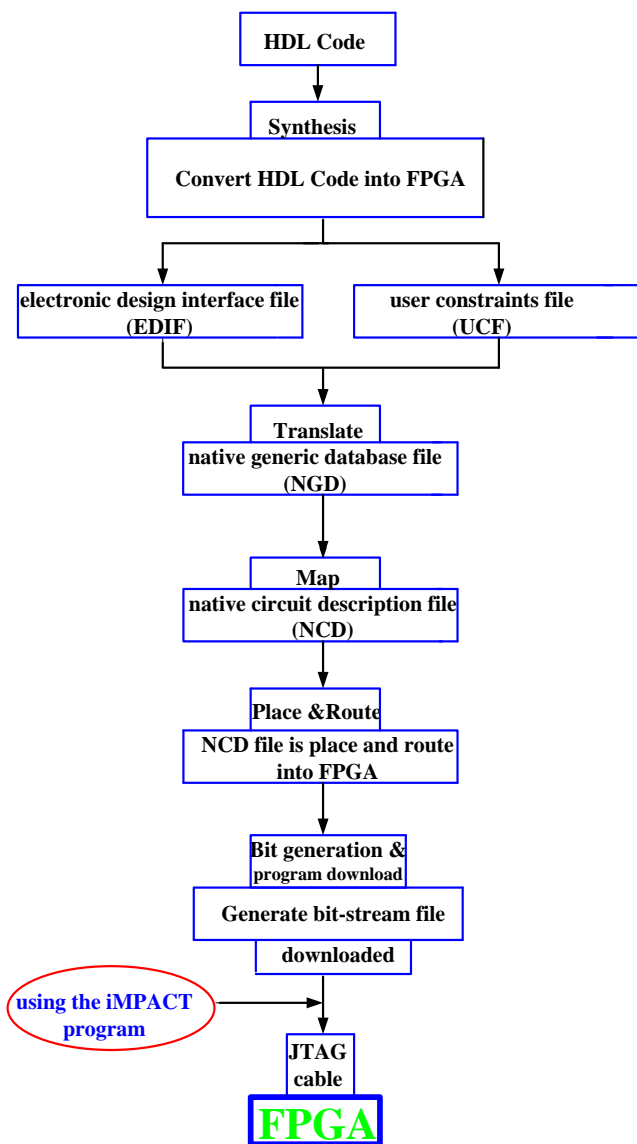 HDL Code
Synthesis
Convert HDL Code into FPGA
electronic design interface file
(EDIF)
user constraints file
(UCF)
Translate
native generic database file
(NGD)
Map
native circuit description file
(NCD)
Place &Route
NCD file is place and route
into FPGA
Bit generation &
program download
Generate bit-stream file
downloaded
using the iMPACT
program
JTAG
cable
FPGA